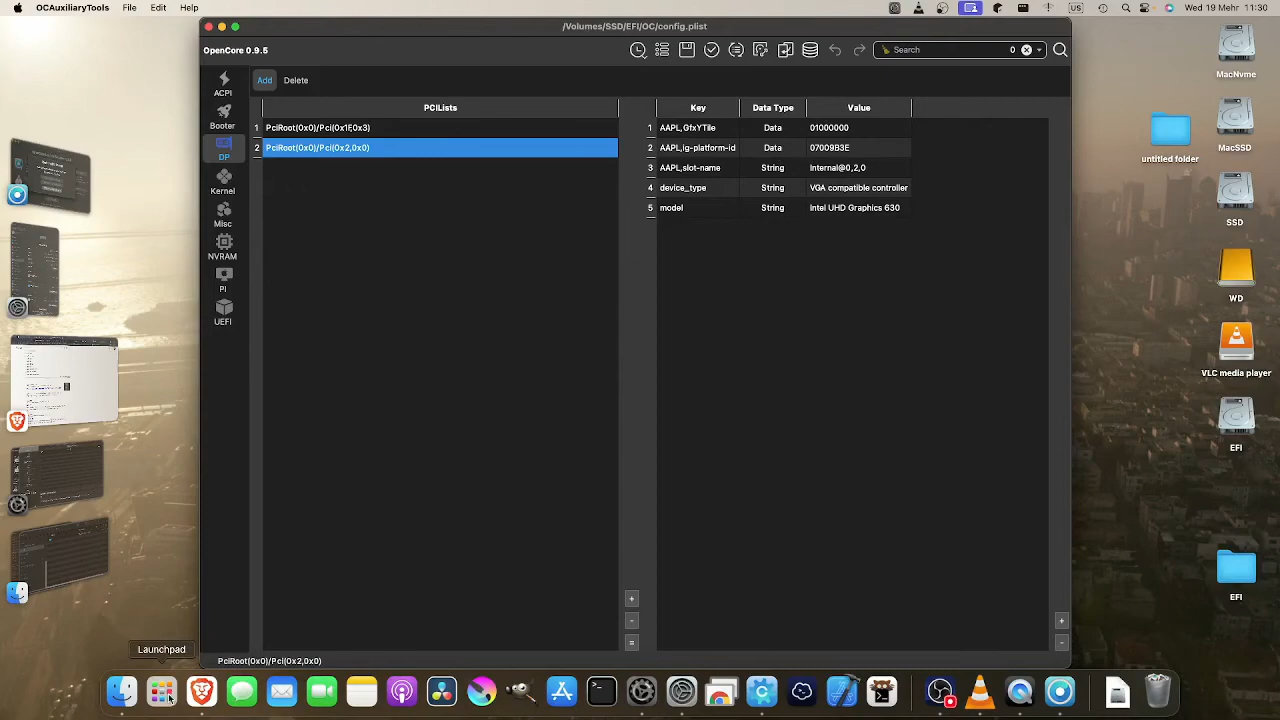 OCAuxiliaryTools File Edit Help
US Wed 19 Mehr 11:30
/Volumes/SSD/EFI/OC/config.plist
OpenCore 0.9.5
Search 0
ACPI
Booter
DP
Kernel
Misc
NVRAM
PI
UEFI
Add Delete
PCILists
1 PciRoot(0x0)/Pci(0x1E0x3)
2 PciRoot(0x0)/Pci(0x2,0x0)
Key Data Type Value
1 AAPL,GfxYTile Data 01000000
2 AAPL,ig-platform-id Data 07009B3E
3 AAPL,slot-name String Internal@0,2,0
4 device_type String VGA compatible controller
5 model String Intel UHD Graphics 630
+
-
=
+
-
PciRoot(0x0)/Pci(0x2,0x0)
MacNvme
untitled folder
MacSSD
SSD
WD
VLC media player
EFI
EFI
Launchpad